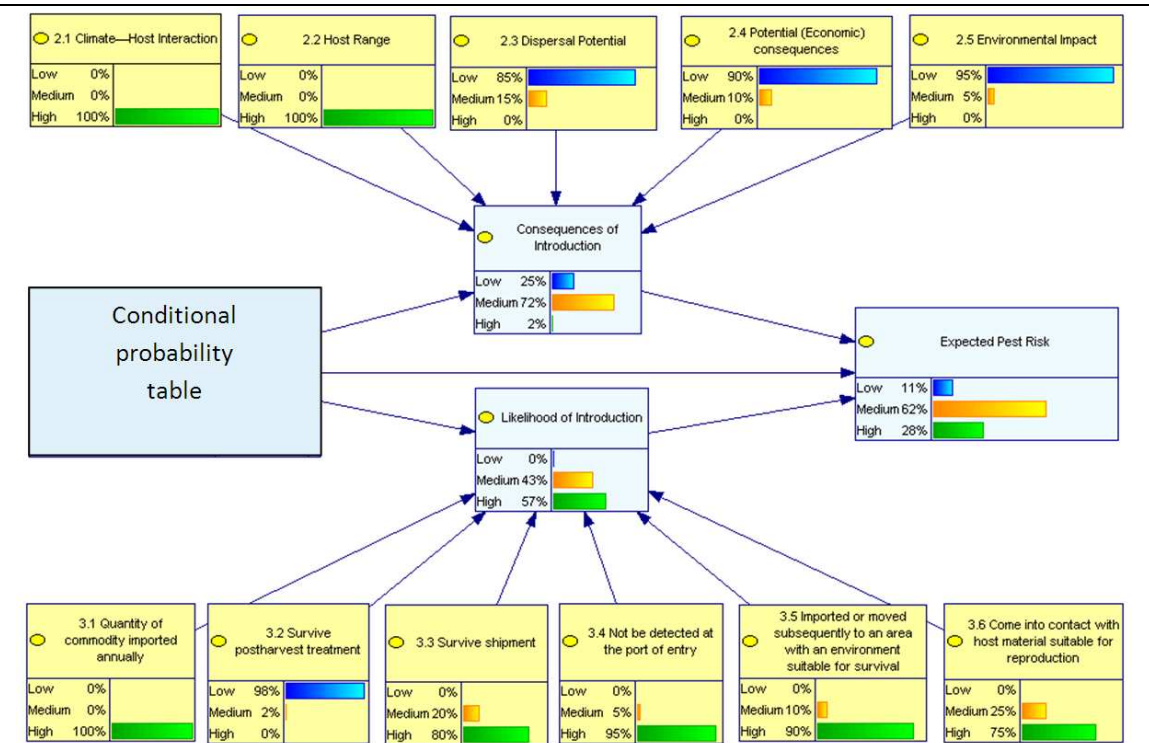 2.1 Climate—Host Interaction
Low 0%
Medium 0%
High 100%
2.2 Host Range
Low 0%
Medium 0%
High 100%
2.3 Dispersal Potential
Low 85%
Medium 15%
High 0%
2.4 Potential (Economic)
consequences
Low 90%
Medium 10%
High 0%
2.5 Environmental Impact
Low 95%
Medium 5%
High 0%
Consequences of
Introduction
Low 25%
Medium 72%
High 2%
Conditional
probability
table
Expected Pest Risk
Low 11%
Medium 62%
High 28%
Likelihood of Introduction
Low 0%
Medium 43%
High 57%
3.1 Quantity of
commodity imported
annually
Low 0%
Medium 0%
High 100%
3.2 Survive
postharvest treatment
Low 98%
Medium 2%
High 0%
3.3 Survive shipment
Low 0%
Medium 20%
High 80%
3.4 Not be detected at
the port of entry
Low 0%
Medium 5%
High 95%
3.5 Imported or moved
subsequently to an area
with an environment
suitable for survival
Low 0%
Medium 10%
High 90%
3.6 Come into contact with
host material suitable for
reproduction
Low 0%
Medium 25%
High 75%